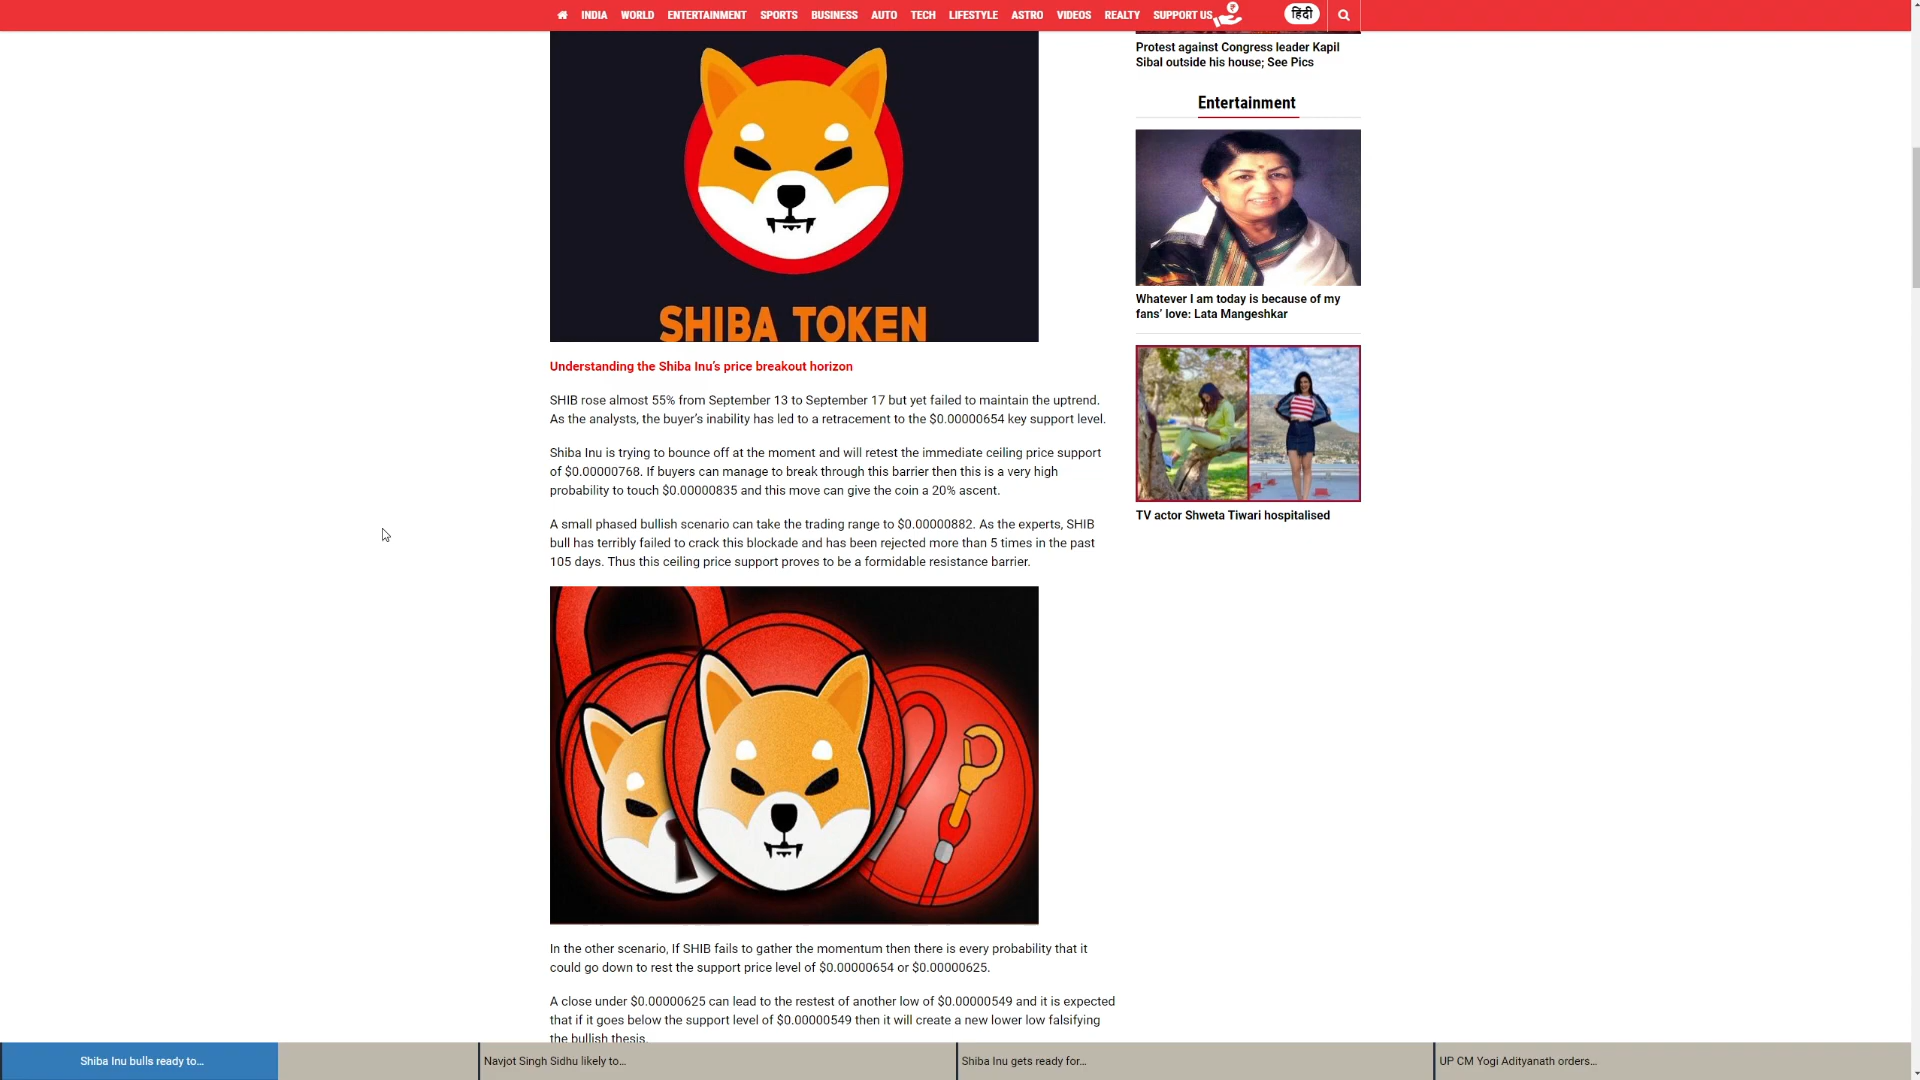 INDIA WORLD ENTERTAINMENT SPORTS BUSINESS AUTO TECH LIFESTYLE ASTRO VIDEOS REALTY SUPPORT US ₹ हिंदी
SHIBA TOKEN
Understanding the Shiba Inu’s price breakout horizon
SHIB rose almost 55% from September 13 to September 17 but yet failed to maintain the uptrend.
As the analysts, the buyer’s inability has led to a retracement to the $0.00000654 key support level.
Shiba Inu is trying to bounce off at the moment and will retest the immediate ceiling price support
of $0.00000768. If buyers can manage to break through this barrier then this is a very high
probability to touch $0.00000835 and this move can give the coin a 20% ascent.
A small phased bullish scenario can take the trading range to $0.00000882. As the experts, SHIB
bull has terribly failed to crack this blockade and has been rejected more than 5 times in the past
105 days. Thus this ceiling price support proves to be a formidable resistance barrier.
In the other scenario, If SHIB fails to gather the momentum then there is every probability that it
could go down to rest the support price level of $0.00000654 or $0.00000625.
A close under $0.00000625 can lead to the restest of another low of $0.00000549 and it is expected
that if it goes below the support level of $0.00000549 then it will create a new lower low falsifying
the bullish thesis.
Protest against Congress leader Kapil
Sibal outside his house; See Pics
Entertainment
Whatever I am today is because of my
fans’ love: Lata Mangeshkar
TV actor Shweta Tiwari hospitalised
Shiba Inu bulls ready to...
Navjot Singh Sidhu likely to...
Shiba Inu gets ready for...
UP CM Yogi Adityanath orders...